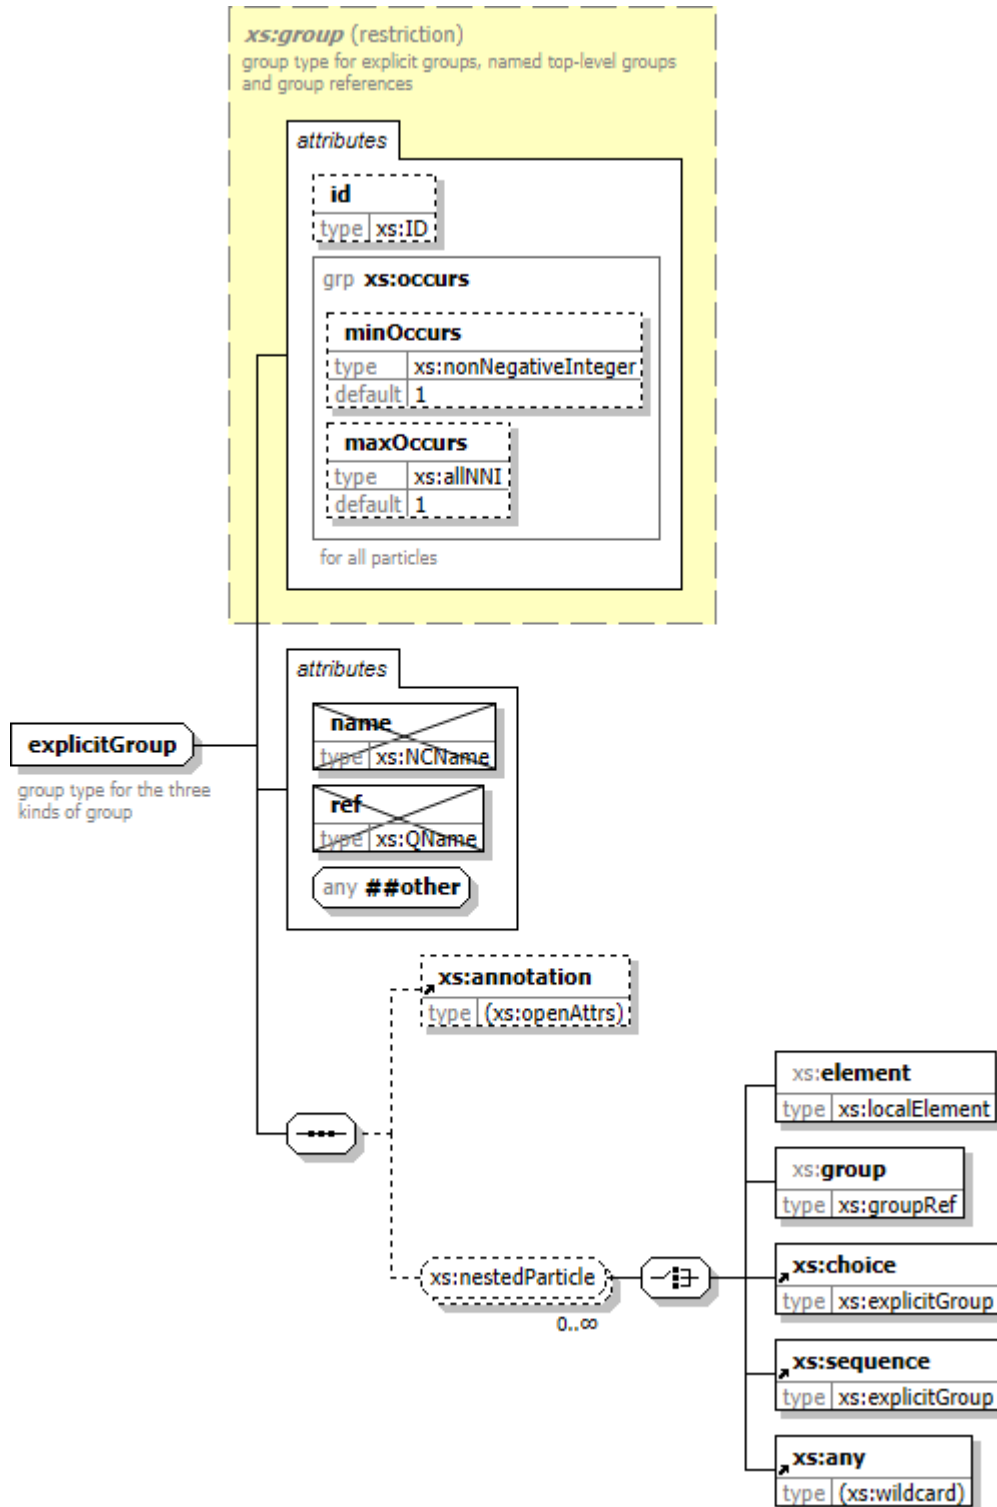 xs:group (restriction)
group type for explicit groups, named top-level groups
and group references
attributes
id
type xs:ID
grp xs:occurs
minOccurs
type xs:nonNegativeInteger
default 1
maxOccurs
type xs:allNNI
default 1
for all particles
attributes
name
type xs:NCName
ref
type xs:QName
any ##other
explicitGroup
group type for the three
kinds of group
xs:annotation
type (xs:openAttrs)
xs:nestedParticle
0..∞
xs:element
type xs:localElement
xs:group
type xs:groupRef
xs:choice
type xs:explicitGroup
xs:sequence
type xs:explicitGroup
xs:any
type (xs:wildcard)